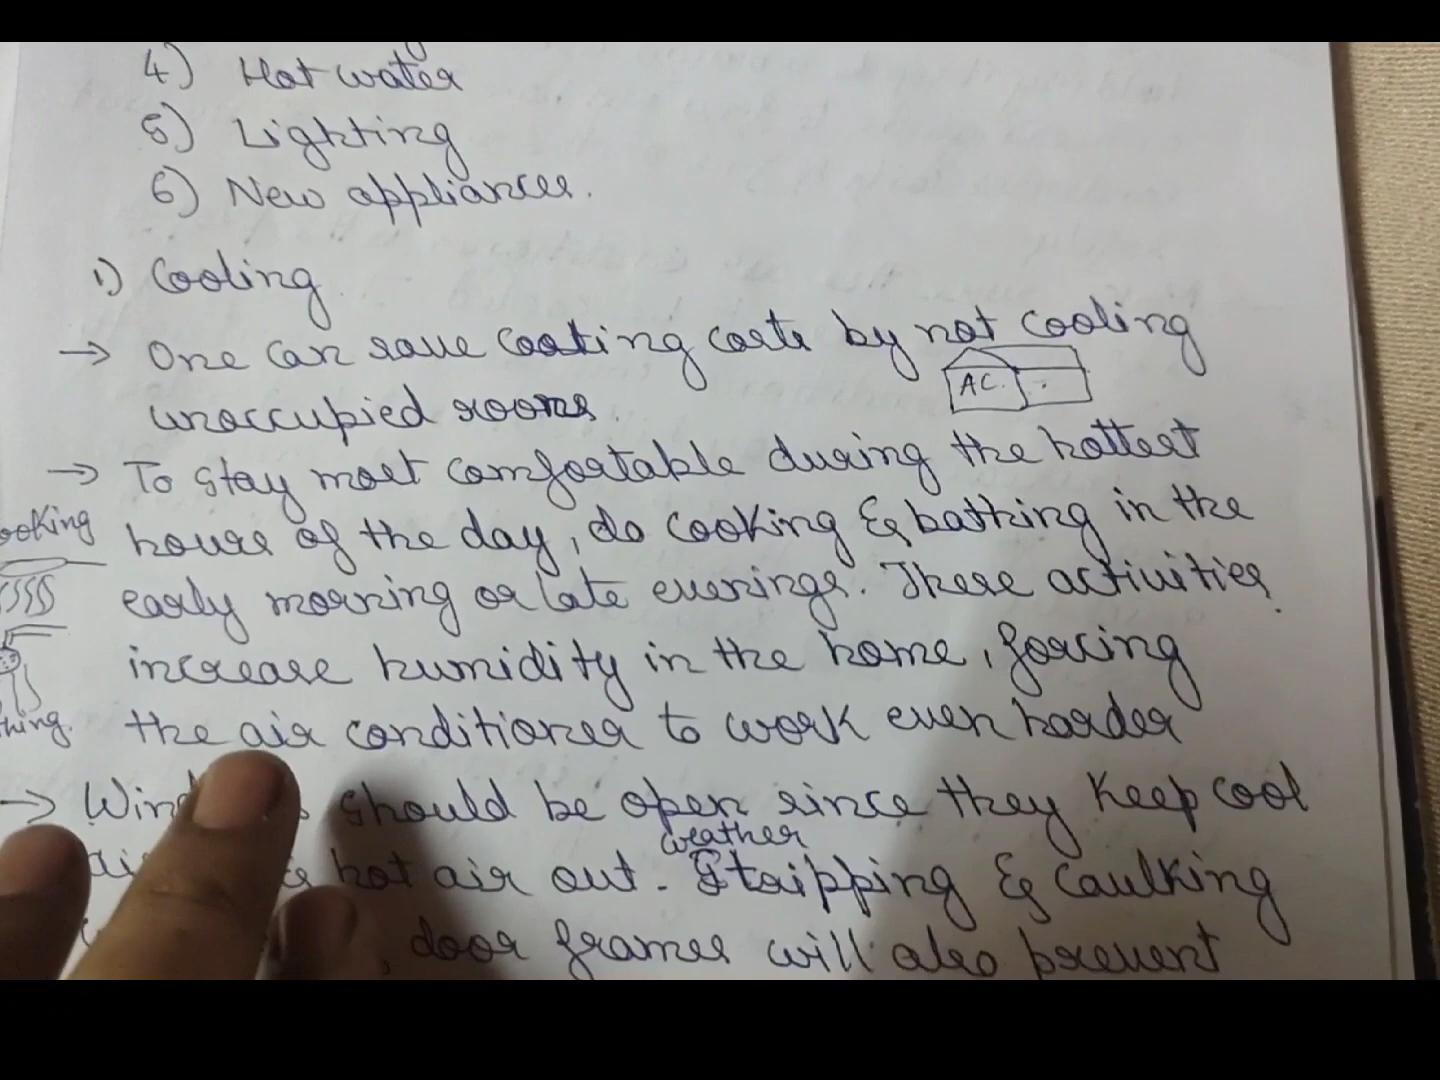 4) Hot water
5) Lighting
6) New appliances.
1) Cooling
→ One can save cooling costs by not cooling
AC.
unoccupied rooms.
→ To stay most comfortable during the hottest
hours of the day, do cooking & bathing in the
early morning or late evenings. These activities
increase humidity in the home, forcing
the air conditioner to work even harder
→ should be open since they keep cool
hot air out. weather Stripping & caulking
, door frames will also prevent